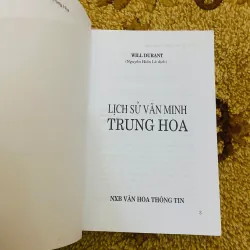 WILL DURANT
(Nguyễn Hiến Lê dịch)
LỊCH SỬ VĂN MINH
TRUNG HOA
NXB VĂN HÓA THÔNG TIN